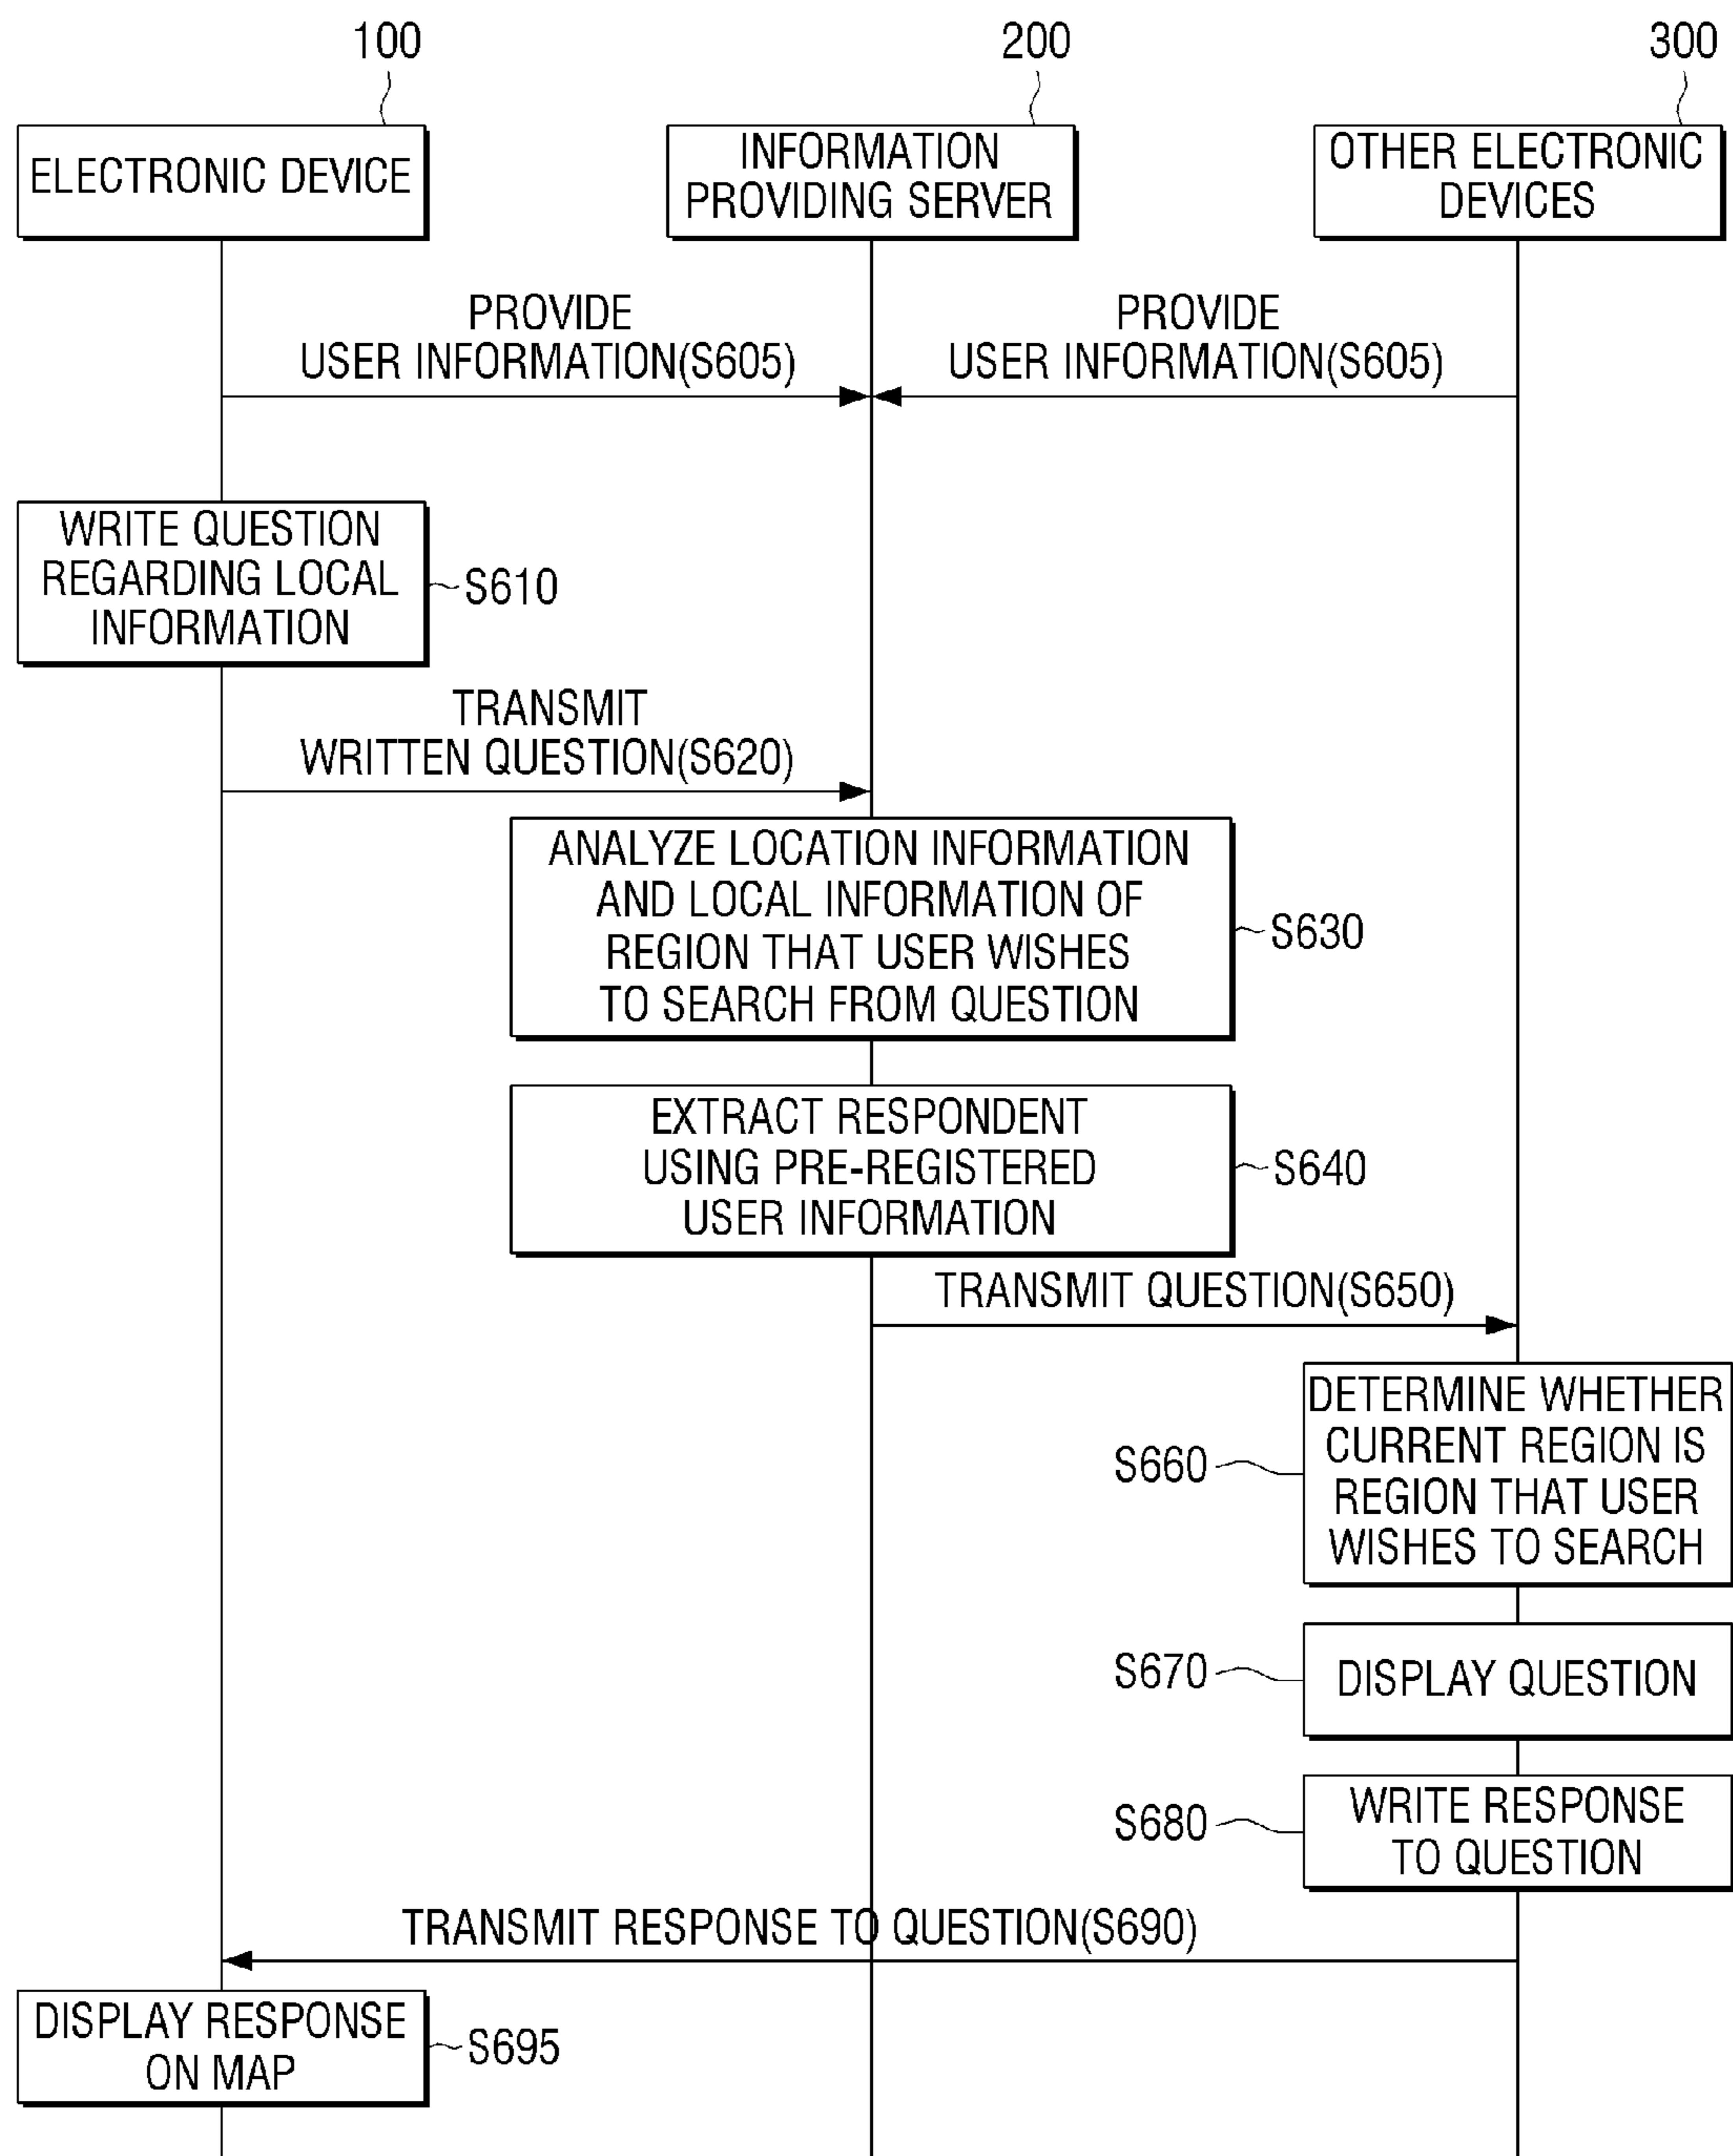 100
200
300
ELECTRONIC DEVICE
INFORMATION
PROVIDING SERVER
OTHER ELECTRONIC
DEVICES
PROVIDE
USER INFORMATION(S605)
PROVIDE
USER INFORMATION(S605)
WRITE QUESTION
REGARDING LOCAL
INFORMATION
S610
TRANSMIT
WRITTEN QUESTION(S620)
ANALYZE LOCATION INFORMATION
AND LOCAL INFORMATION OF
REGION THAT USER WISHES
TO SEARCH FROM QUESTION
S630
EXTRACT RESPONDENT
USING PRE-REGISTERED
USER INFORMATION
S640
TRANSMIT QUESTION(S650)
DETERMINE WHETHER
CURRENT REGION IS
REGION THAT USER
WISHES TO SEARCH
S660
S670
DISPLAY QUESTION
S680
WRITE RESPONSE
TO QUESTION
TRANSMIT RESPONSE TO QUESTION(S690)
DISPLAY RESPONSE
ON MAP
S695